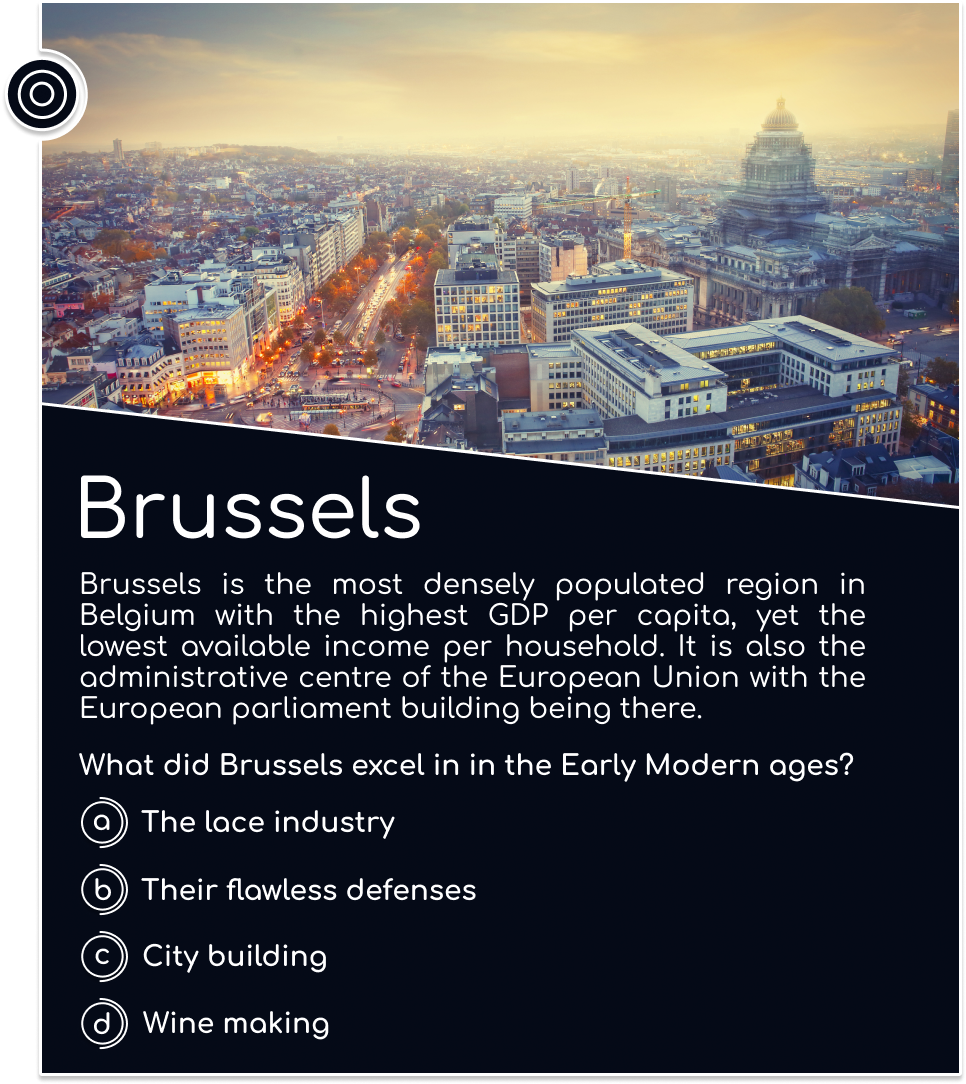 Brussels
Brussels is the most densely populated region in
Belgium with the highest GDP per capita, yet the
lowest available income per household. It is also the
administrative centre of the European Union with the
European parliament building being there.
What did Brussels excel in in the Early Modern ages?
a The lace industry
b Their flawless defenses
c City building
d Wine making